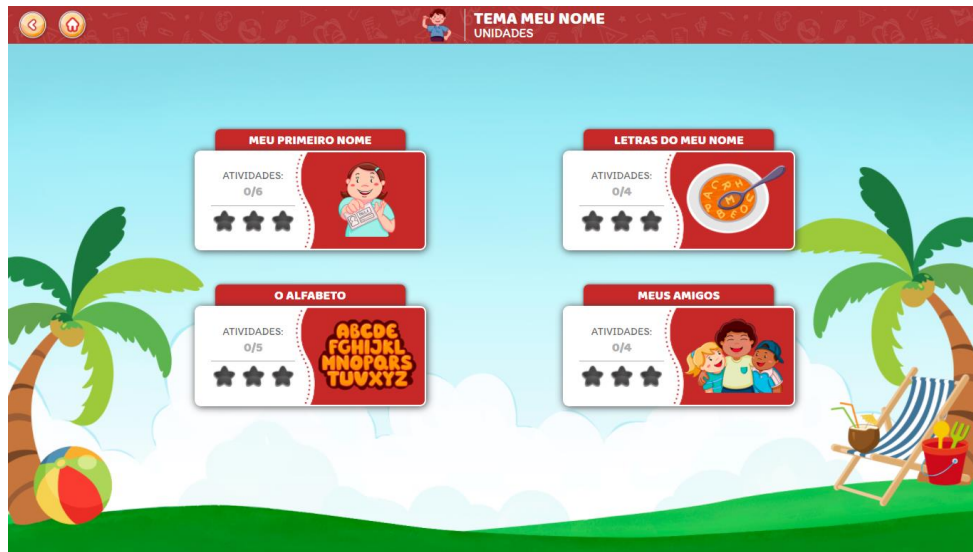 TEMA MEU NOME
UNIDADES
MEU PRIMEIRO NOME
ATIVIDADES:
0/6
LETRAS DO MEU NOME
ATIVIDADES:
0/4
O ALFABETO
ATIVIDADES:
0/5
ABCDE
FGHIJKL
MNOPQRS
TUVXYZ
MEUS AMIGOS
ATIVIDADES:
0/4